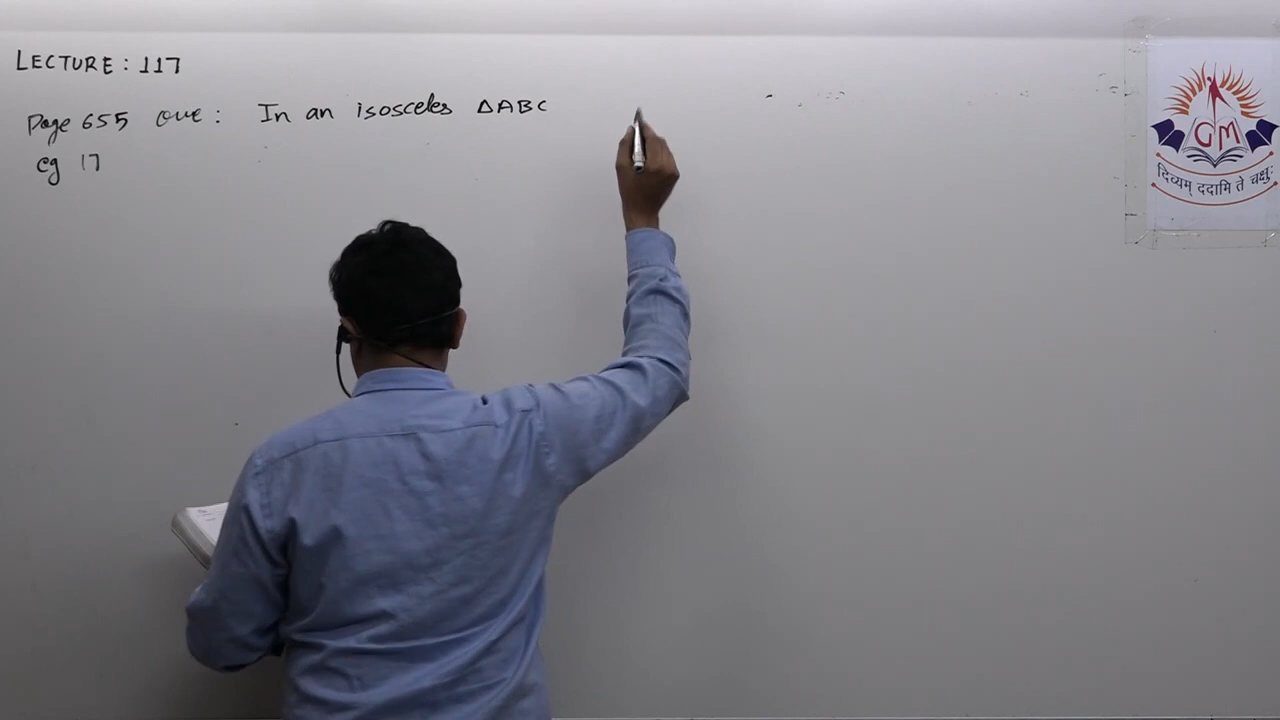 LECTURE : 117
Page 655 Que : In an isosceles ΔABC
eg 17
GM
दिव्यम् ददामि ते चक्षुः